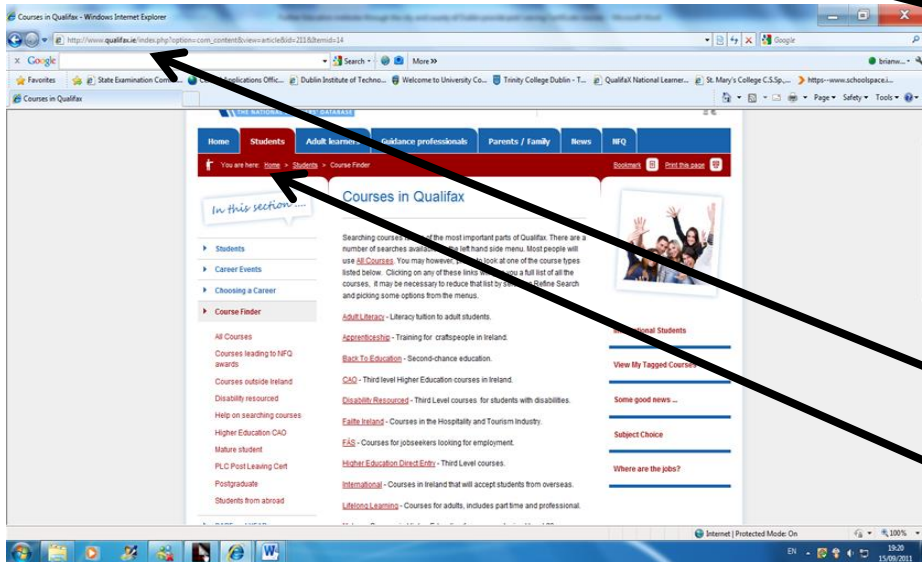 Courses in Qualifax - Windows Internet Explorer
http://www.qualifax.ie/index.php?option=com_content&view=article&id=211&Itemid=14
Google
x Google
Search
More »
brianw...
Favorites
State Examination Com...
Applications Offic...
Dublin Institute of Techno...
Welcome to University Co...
Trinity College Dublin - T...
QualifaX National Learner...
St. Mary's College C.S.Sp,...
https--www.schoolspace.i...
Courses in Qualifax
Page
Safety
Tools
THE NATIONAL DATABASE
Home
Students
Adult learners
Guidance professionals
Parents / Family
News
NFQ
You are here: Home > Students > Course Finder
Bookmark
Print this page
In this section ....
Students
Career Events
Choosing a Career
Course Finder
All Courses
Courses leading to NFQ
awards
Courses outside Ireland
Disability resourced
Help on searching courses
Higher Education CAO
Mature student
PLC Post Leaving Cert
Postgraduate
Students from abroad
Courses in Qualifax
Searching courses of the most important parts of Qualifax. There are a
number of searches the left hand side menu. Most people will
use All Courses. You may however, look at one of the course types
listed below. Clicking on any of these links you a full list of all the
courses, it may be necessary to reduce that list by Refine Search
and picking some options from the menus.
Adult Literacy - Literacy tuition to adult students.
Apprenticeship - Training for craftspeople in Ireland.
Back To Education - Second-chance education.
CAO - Third level Higher Education courses in Ireland.
Disability Resourced - Third Level courses for students with disabilities.
Failte Ireland - Courses in the Hospitality and Tourism Industry.
FÁS - Courses for jobseekers looking for employment.
Higher Education Direct Entry - Third Level courses.
International - Courses in Ireland that will accept students from overseas.
Lifelong Learning - Courses for adults, includes part time and professional.
Students
View My Tagged Courses
Some good news ...
Subject Choice
Where are the jobs?
Internet | Protected Mode: On
100%
EN
19:20
15/09/2011